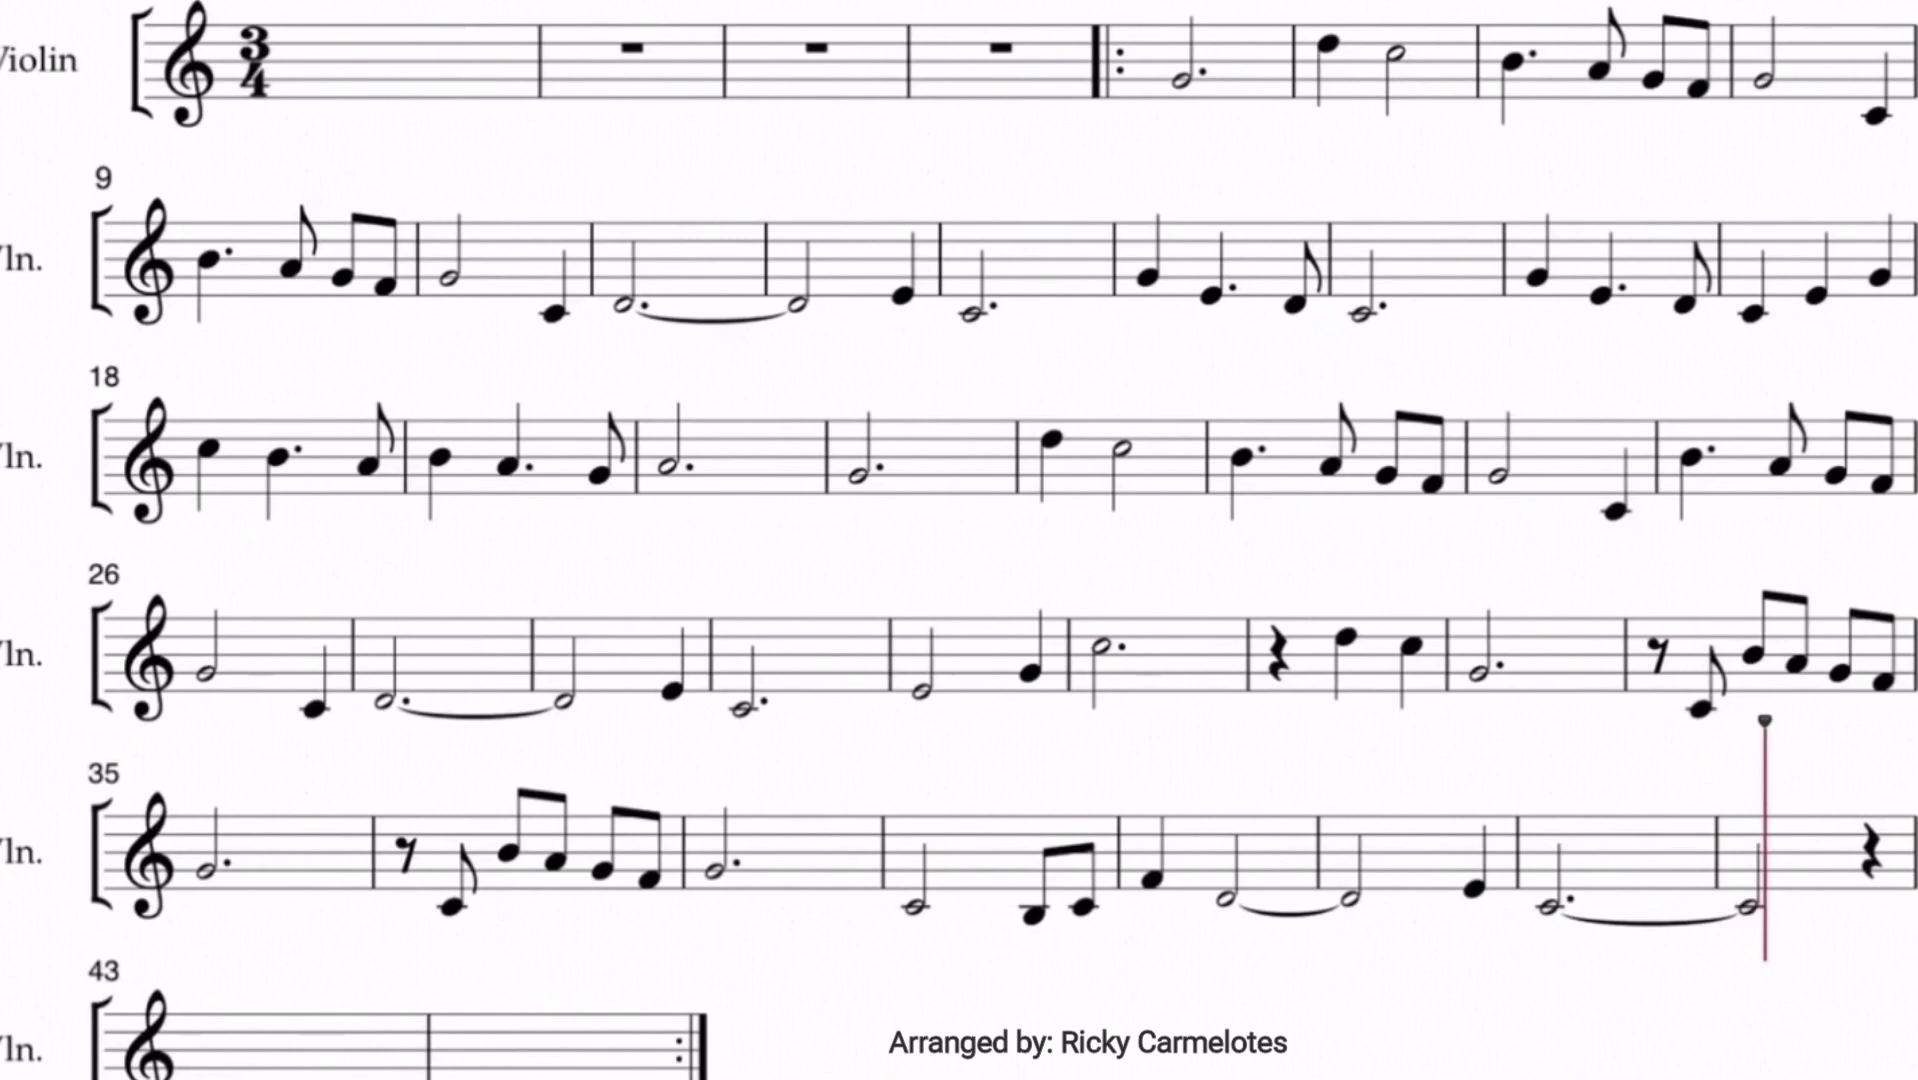 Violin
3
4
9
Vln.
18
Vln.
26
Vln.
35
Vln.
43
Vln.
Arranged by: Ricky Carmelotes